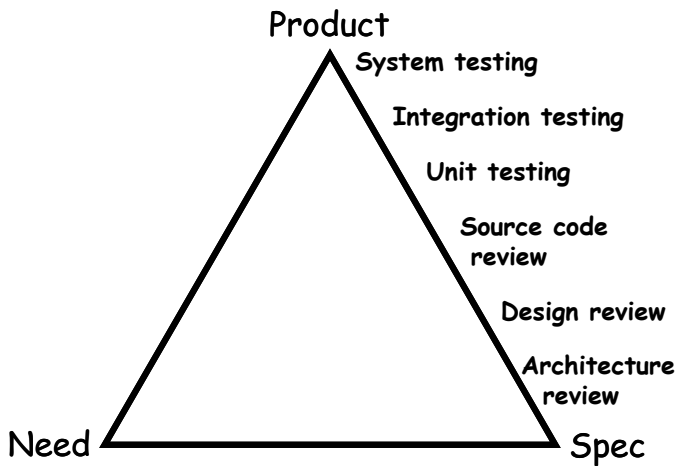 Product
System testing
Integration testing
Unit testing
Source code
review
Design review
Architecture
review
Need
Spec